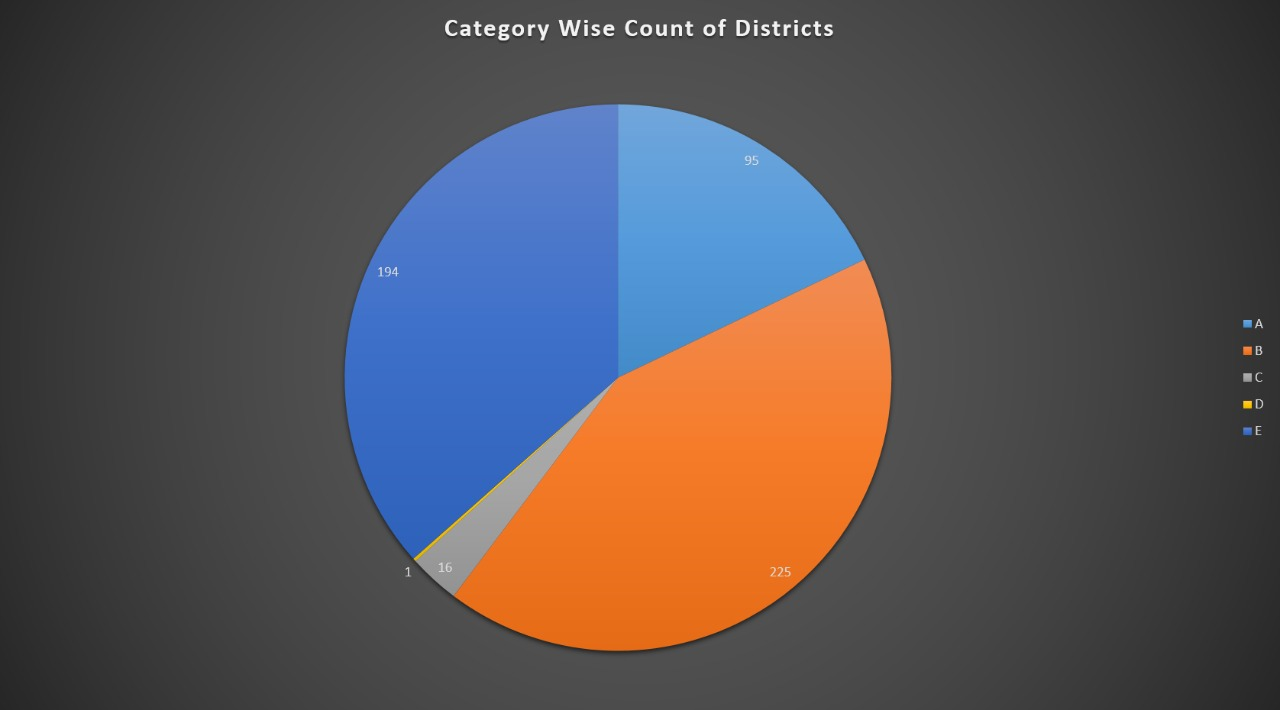 Category Wise Count of Districts
95
194
225
16
1
A
B
C
D
E